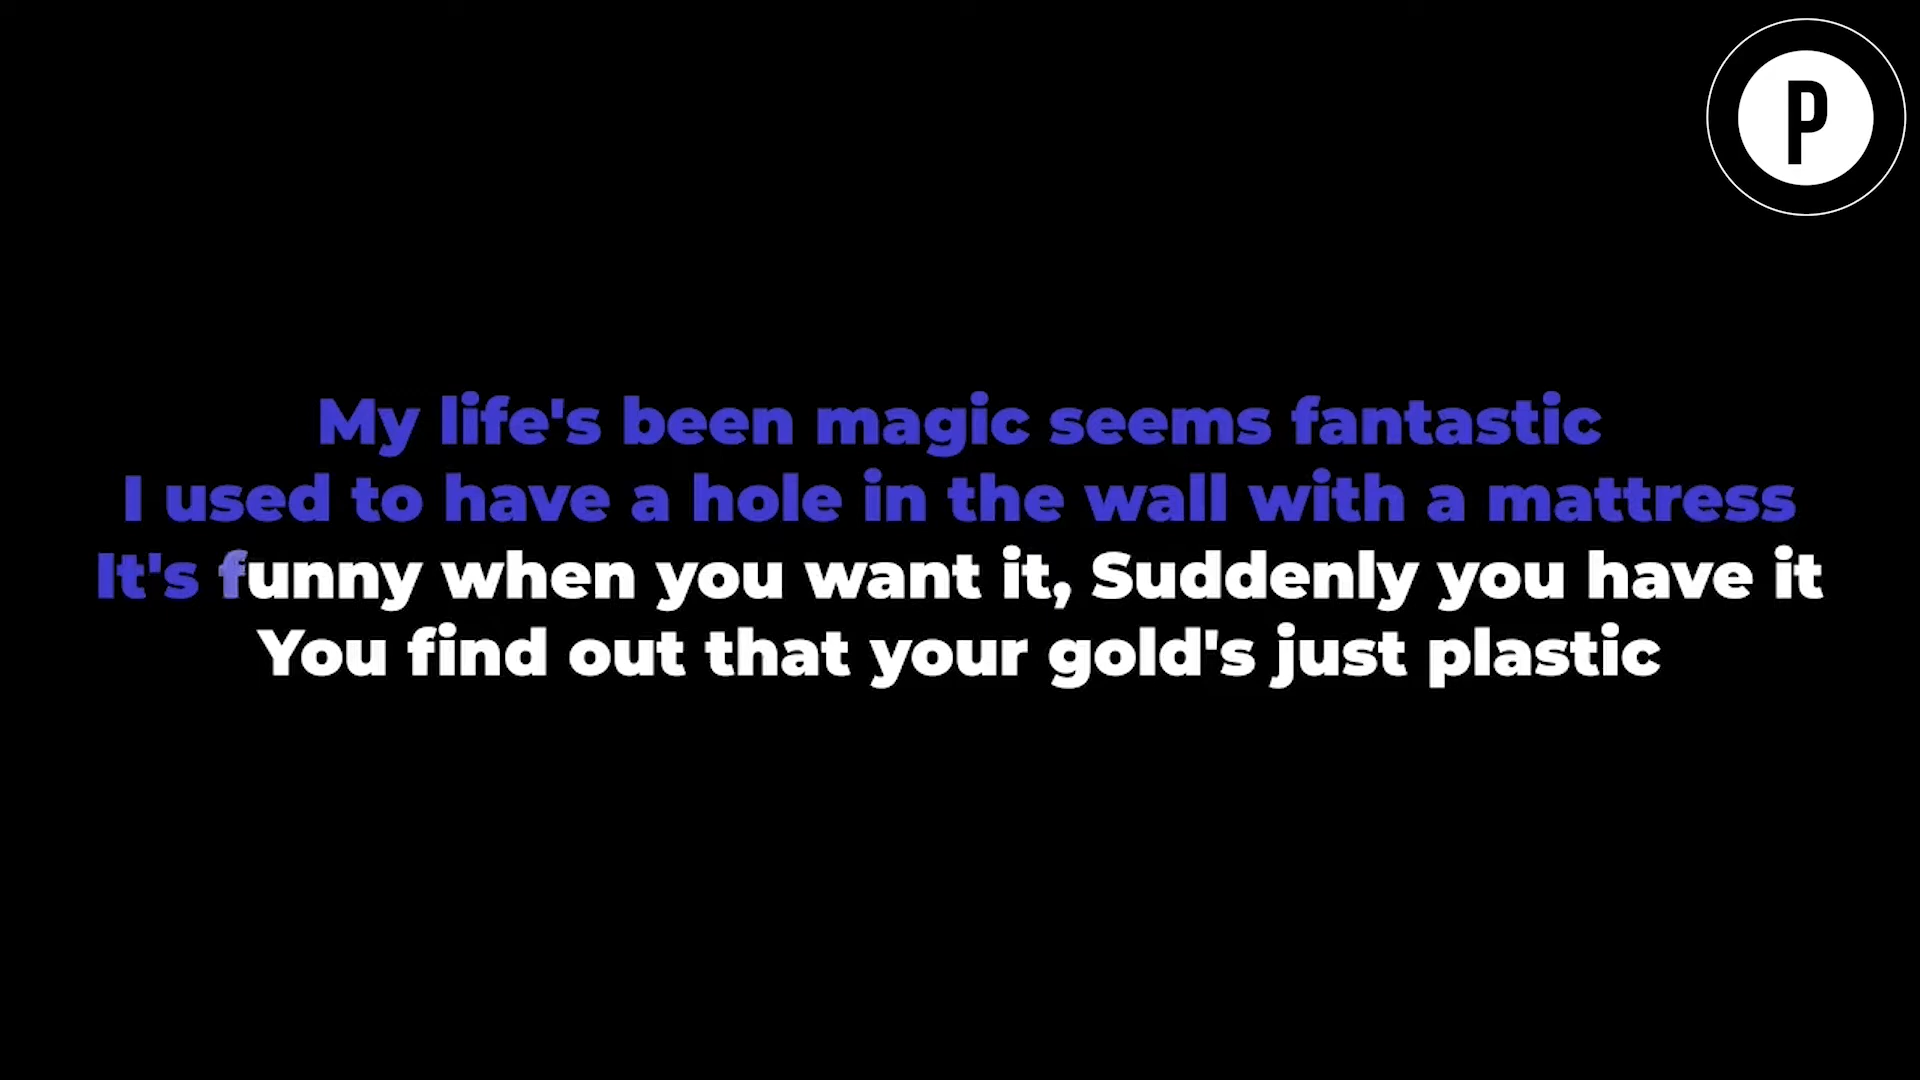 P
My life's been magic seems fantastic
I used to have a hole in the wall with a mattress
It's funny when you want it, Suddenly you have it
You find out that your gold's just plastic